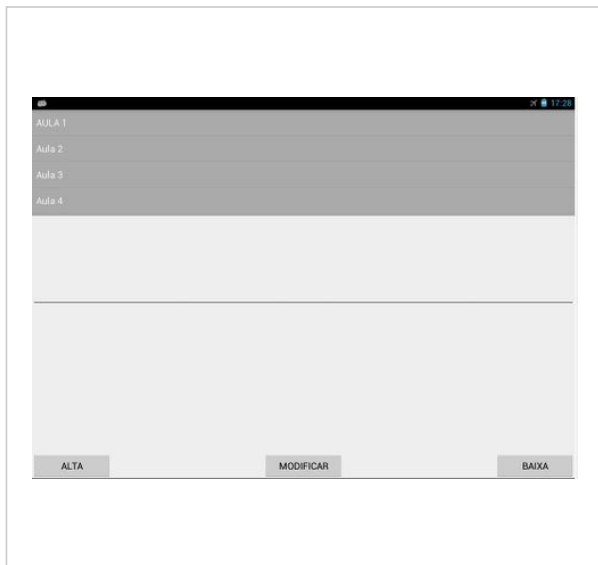 17:28
AULA 1
Aula 2
Aula 3
Aula 4
ALTA MODIFICAR BAIXA